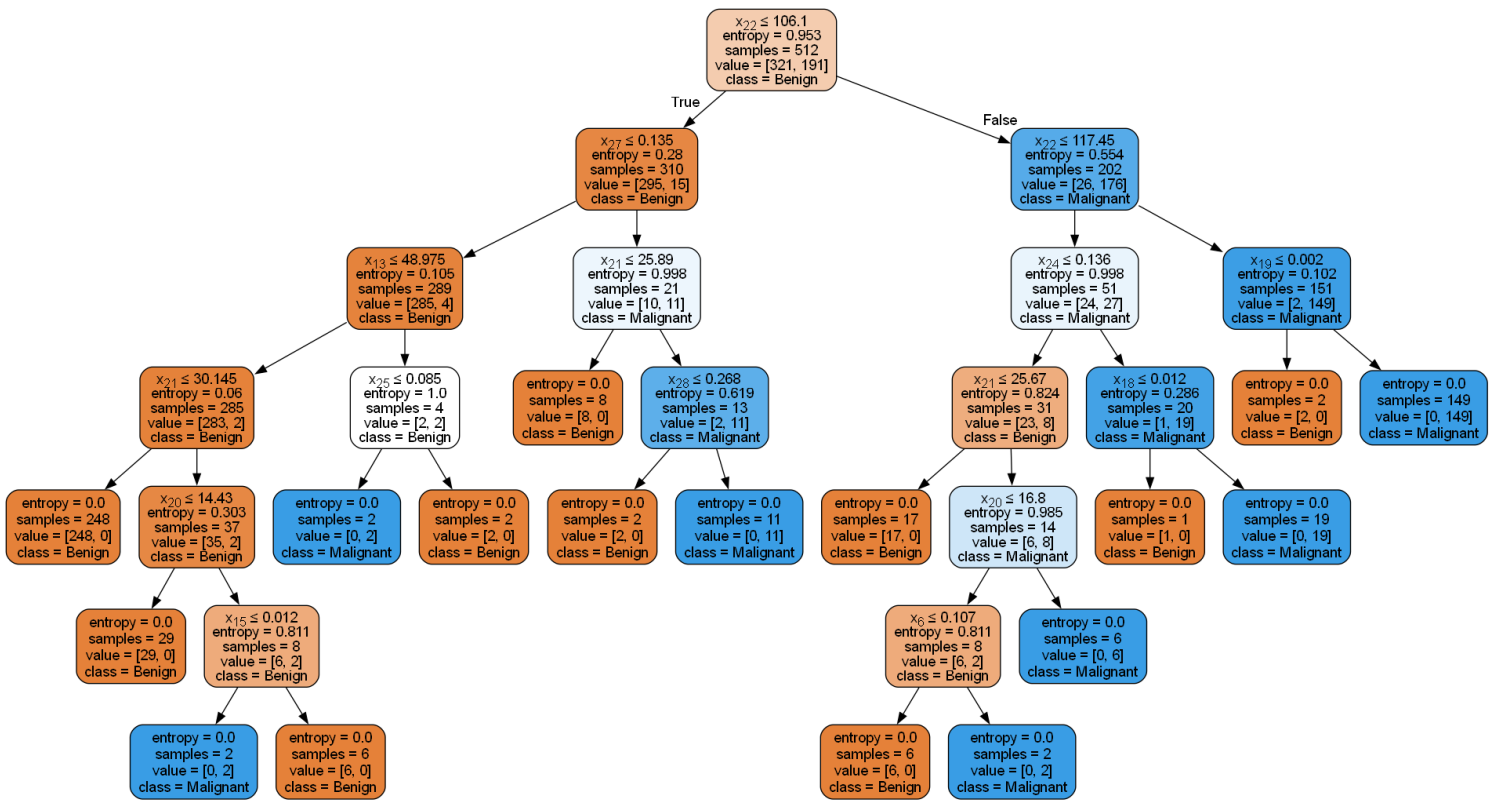 x22 ≤ 106.1
entropy = 0.953
samples = 512
value = [321, 191]
class = Benign
True
False
x27 ≤ 0.135
entropy = 0.28
samples = 310
value = [295, 15]
class = Benign
x22 ≤ 117.45
entropy = 0.554
samples = 202
value = [26, 176]
class = Malignant
x13 ≤ 48.975
entropy = 0.105
samples = 289
value = [285, 4]
class = Benign
x21 ≤ 25.89
entropy = 0.998
samples = 21
value = [10, 11]
class = Malignant
x24 ≤ 0.136
entropy = 0.998
samples = 51
value = [24, 27]
class = Malignant
x19 ≤ 0.002
entropy = 0.102
samples = 151
value = [2, 149]
class = Malignant
x21 ≤ 30.145
entropy = 0.06
samples = 285
value = [283, 2]
class = Benign
x25 ≤ 0.085
entropy = 1.0
samples = 4
value = [2, 2]
class = Benign
entropy = 0.0
samples = 8
value = [8, 0]
class = Benign
x28 ≤ 0.268
entropy = 0.619
samples = 13
value = [2, 11]
class = Malignant
x21 ≤ 25.67
entropy = 0.824
samples = 31
value = [23, 8]
class = Benign
x18 ≤ 0.012
entropy = 0.286
samples = 20
value = [1, 19]
class = Malignant
entropy = 0.0
samples = 2
value = [2, 0]
class = Benign
entropy = 0.0
samples = 149
value = [0, 149]
class = Malignant
entropy = 0.0
samples = 248
value = [248, 0]
class = Benign
x20 ≤ 14.43
entropy = 0.303
samples = 37
value = [35, 2]
class = Benign
entropy = 0.0
samples = 2
value = [0, 2]
class = Malignant
entropy = 0.0
samples = 2
value = [2, 0]
class = Benign
entropy = 0.0
samples = 2
value = [2, 0]
class = Benign
entropy = 0.0
samples = 11
value = [0, 11]
class = Malignant
entropy = 0.0
samples = 17
value = [17, 0]
class = Benign
x20 ≤ 16.8
entropy = 0.985
samples = 14
value = [6, 8]
class = Malignant
entropy = 0.0
samples = 1
value = [1, 0]
class = Benign
entropy = 0.0
samples = 19
value = [0, 19]
class = Malignant
entropy = 0.0
samples = 29
value = [29, 0]
class = Benign
x15 ≤ 0.012
entropy = 0.811
samples = 8
value = [6, 2]
class = Benign
x6 ≤ 0.107
entropy = 0.811
samples = 8
value = [6, 2]
class = Benign
entropy = 0.0
samples = 6
value = [0, 6]
class = Malignant
entropy = 0.0
samples = 2
value = [0, 2]
class = Malignant
entropy = 0.0
samples = 6
value = [6, 0]
class = Benign
entropy = 0.0
samples = 6
value = [6, 0]
class = Benign
entropy = 0.0
samples = 2
value = [0, 2]
class = Malignant